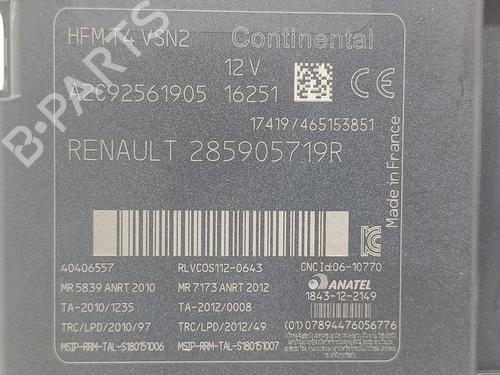 HFM T4 VSN2 Continental
12 V
A2C92561905 16251
17419/465153851
RENAULT 285905719R
Made in France
40406557 RLVCOS112-0643 CNC Id:06-10770
MR 5839 ANRT 2010 MR 7173 ANRT 2012 ANATEL
TA-2010/1235 TA-2012/0008 1843-12-2149
TRC/LPD/2010/97 TRC/LPD/2012/49 (01)07894476056776
MSIP-RRM-TAL-S180151006 MSIP-RRM-TAL-S180151007
B-PARTS